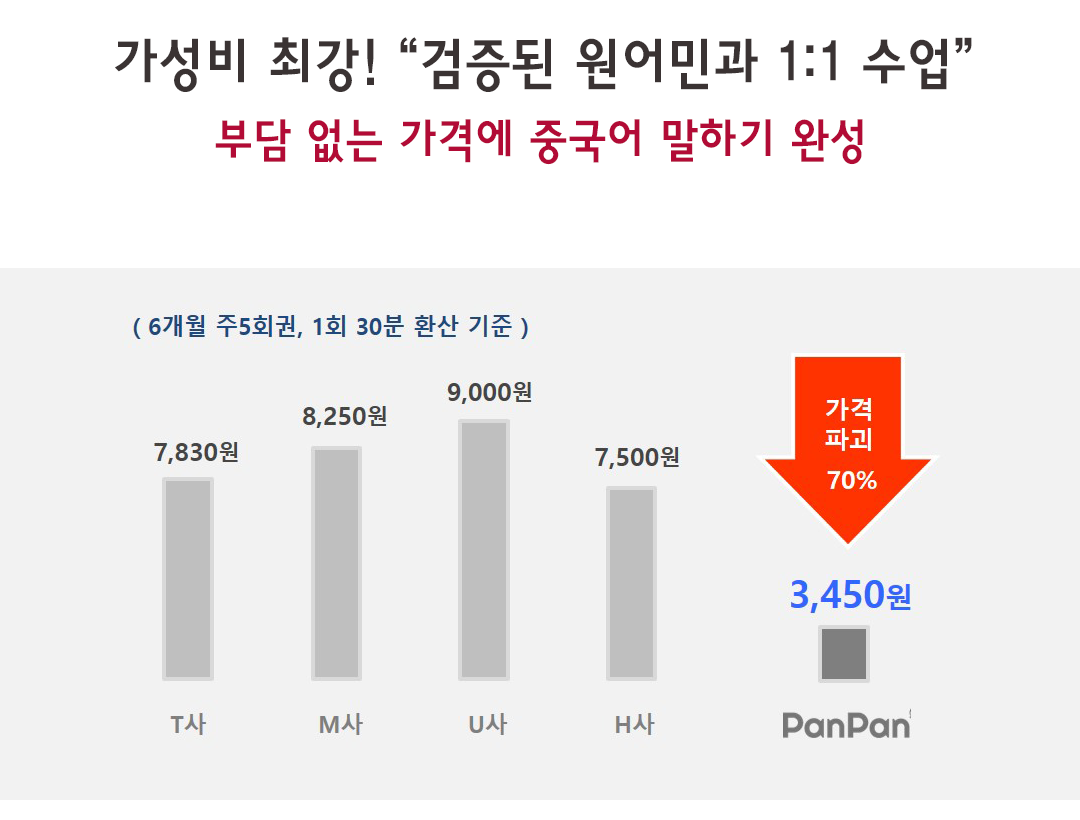 가성비 최강! “검증된 원어민과 1:1 수업”
부담 없는 가격에 중국어 말하기 완성
( 6개월 주5회권, 1회 30분 환산 기준 )
7,830원
8,250원
9,000원
7,500원
가격
파괴
70%
3,450원
T사
M사
U사
H사
PanPan